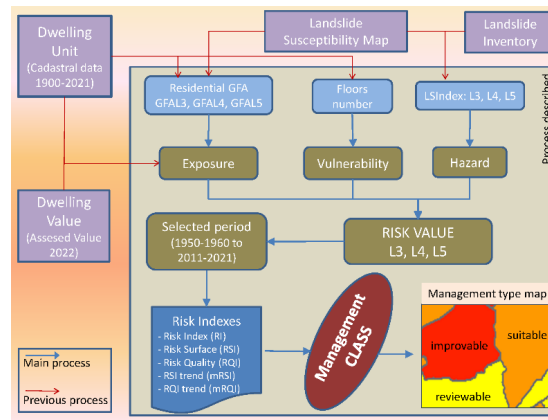 Dwelling
Unit
(Cadastral data
1900-2021)
Landslide
Susceptibility Map
Landslide
Inventory
Residential GFA
GFAL3, GFAL4, GFAL5
Floors
number
LSIndex: L3, L4, L5
Process described
Exposure
Vulnerability
Hazard
Dwelling
Value
(Assesed Value
2022)
Selected period
(1950-1960 to
2011-2021)
RISK VALUE
L3, L4, L5
Risk Indexes
- Risk Index (RI)
- Risk Surface (RSI)
- Risk Quality (RQI)
- RSI trend (mRSI)
- RQI trend (mRQI)
Management
CLASS
Management type map
improvable
suitable
reviewable
Main process
Previous process